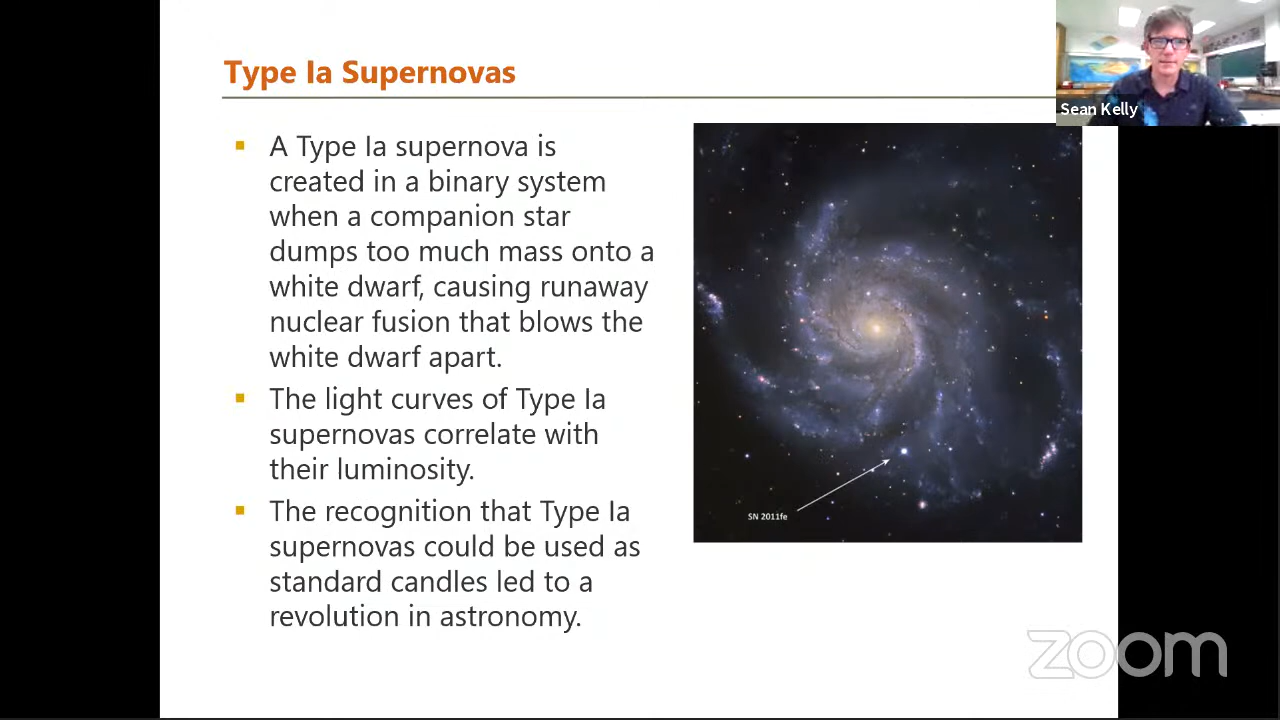 Type Ia Supernovas
Sean Kelly
A Type Ia supernova is
created in a binary system
when a companion star
dumps too much mass onto a
white dwarf, causing runaway
nuclear fusion that blows the
white dwarf apart.
The light curves of Type Ia
supernovas correlate with
their luminosity.
The recognition that Type Ia
supernovas could be used as
standard candles led to a
revolution in astronomy.
SN 2011fe
zoom